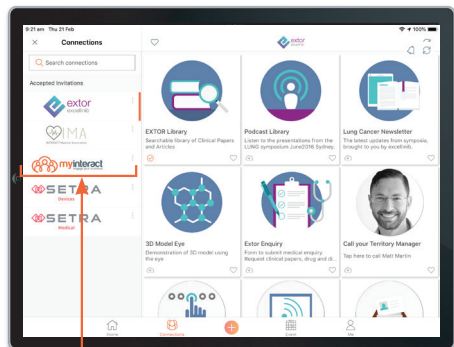 9:21 am Thu 21 Feb
100%
Connections
Search connections
Accepted Invitations
extor
excellnib
IMA
myinteract
SETRA
Devices
SETRA
Medical
extor
EXTOR Library
Searchable library of Clinical Papers
and Articles
Podcast Library
Listen to the presentations from the
LUNG symposium June2018 Sydney.
Lung Cancer Newsletter
The latest updates from symposia,
brought to you by excellnib.
3D Model Eye
Demonstration of 3D model using
the eye
Extor Enquiry
Form to submit medical enquiry.
Request clinical papers, drug and di...
Call your Territory Manager
Tap here to call Matt Martin
Home
Connections
Event
Me